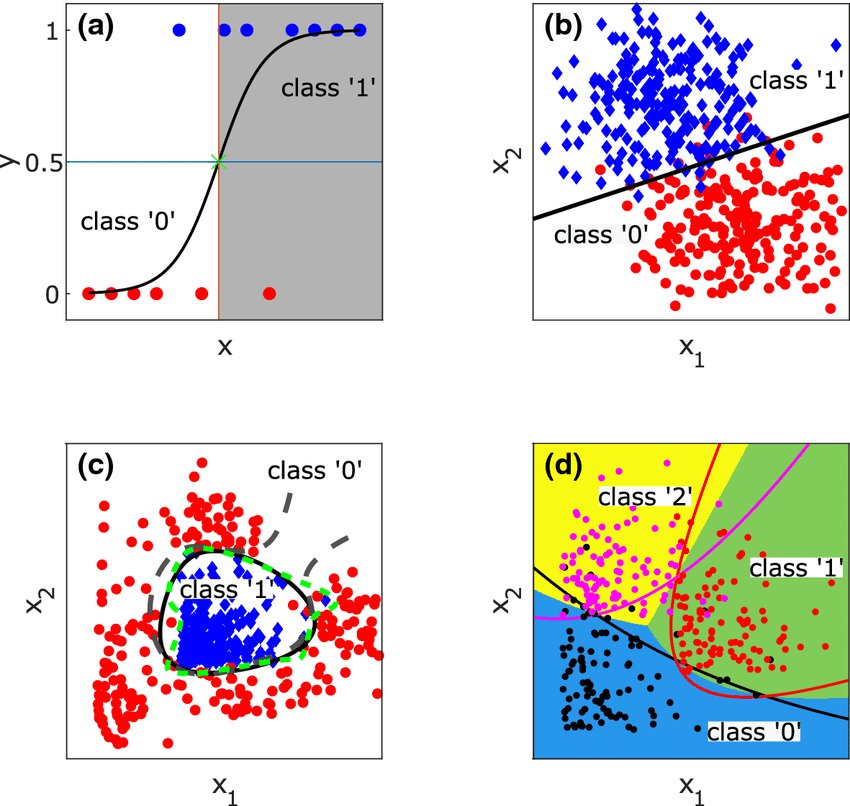 (a)
1
class '1'
y
0.5
class '0'
0
x
(b)
class '1'
x2
class '0'
x1
(c)
class '0'
class '1'
x2
x1
(d)
class '2'
class '1'
x2
class '0'
x1